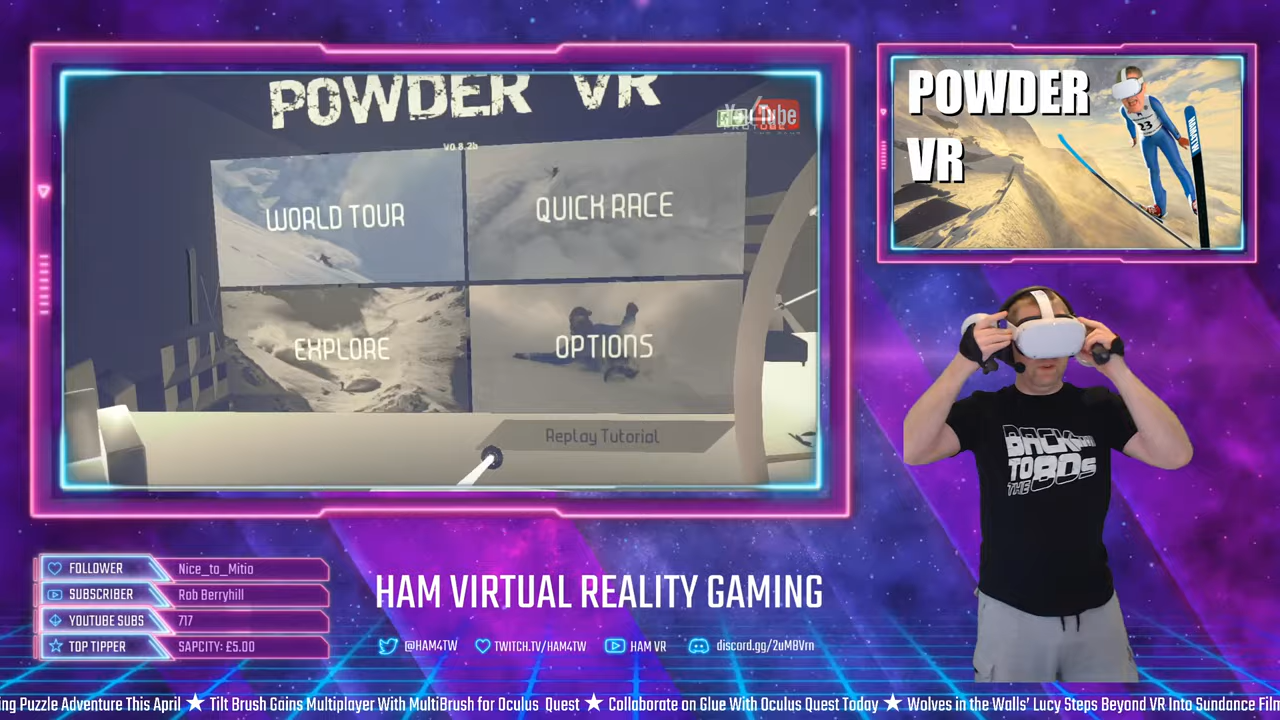 POWDER VR
V0.8.2b
YouTube
WORLD TOUR
QUICK RACE
EXPLORE
OPTIONS
Replay Tutorial
POWDER
VR
23
BACK
TO
THE 80s
FOLLOWER Nice_to_Mitio
SUBSCRIBER Rob Berryhill
YOUTUBE SUBS 717
TOP TIPPER SAPCITY: £5.00
HAM VIRTUAL REALITY GAMING
@HAM4TW TWITCH.TV/HAM4TW HAM VR discord.gg/2uM8Vrn
ing Puzzle Adventure This April ★ Tilt Brush Gains Multiplayer With MultiBrush for Oculus Quest ★ Collaborate on Glue With Oculus Quest Today ★ Wolves in the Walls' Lucy Steps Beyond VR Into Sundance Film